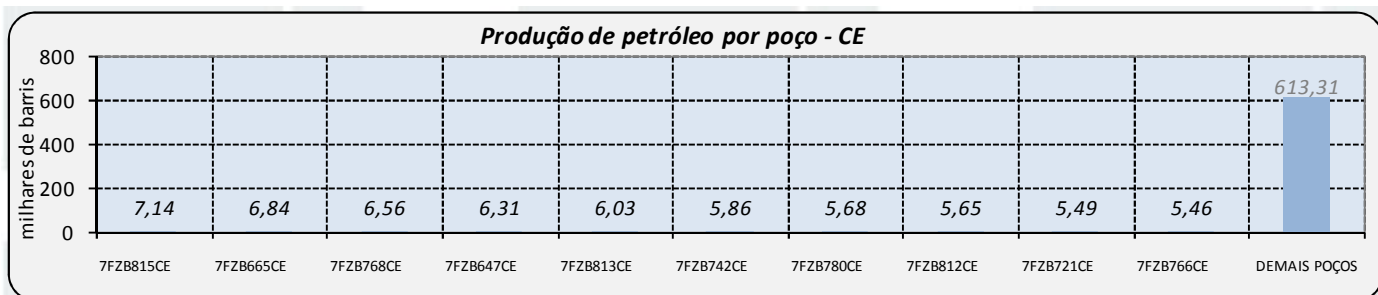 Produção de petróleo por poço - CE
milhares de barris
800
600
400
200
0
7,14 6,84 6,56 6,31 6,03 5,86 5,68 5,65 5,49 5,46 613,31
7FZB815CE 7FZB665CE 7FZB768CE 7FZB647CE 7FZB813CE 7FZB742CE 7FZB780CE 7FZB812CE 7FZB721CE 7FZB766CE DEMAIS POÇOS